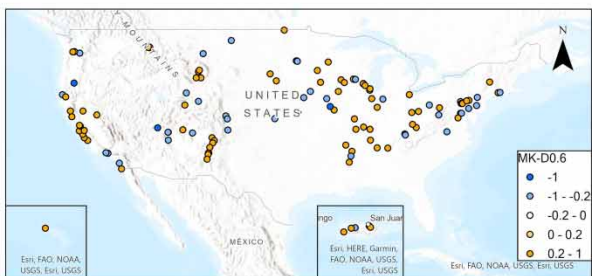 N
MOUNTAINS
UNITED
STATES
MK-D0.6
-1
-1 - -0.2
-0.2 - 0
0 - 0.2
0.2 - 1
ngo
San Juan
MÉXICO
Esri, FAO, NOAA,
USGS, Esri, USGS
Esri, HERE, Garmin,
FAO, NOAA, USGS,
Esri, USGS
Esri, FAO, NOAA, USGS, Esri, USGS